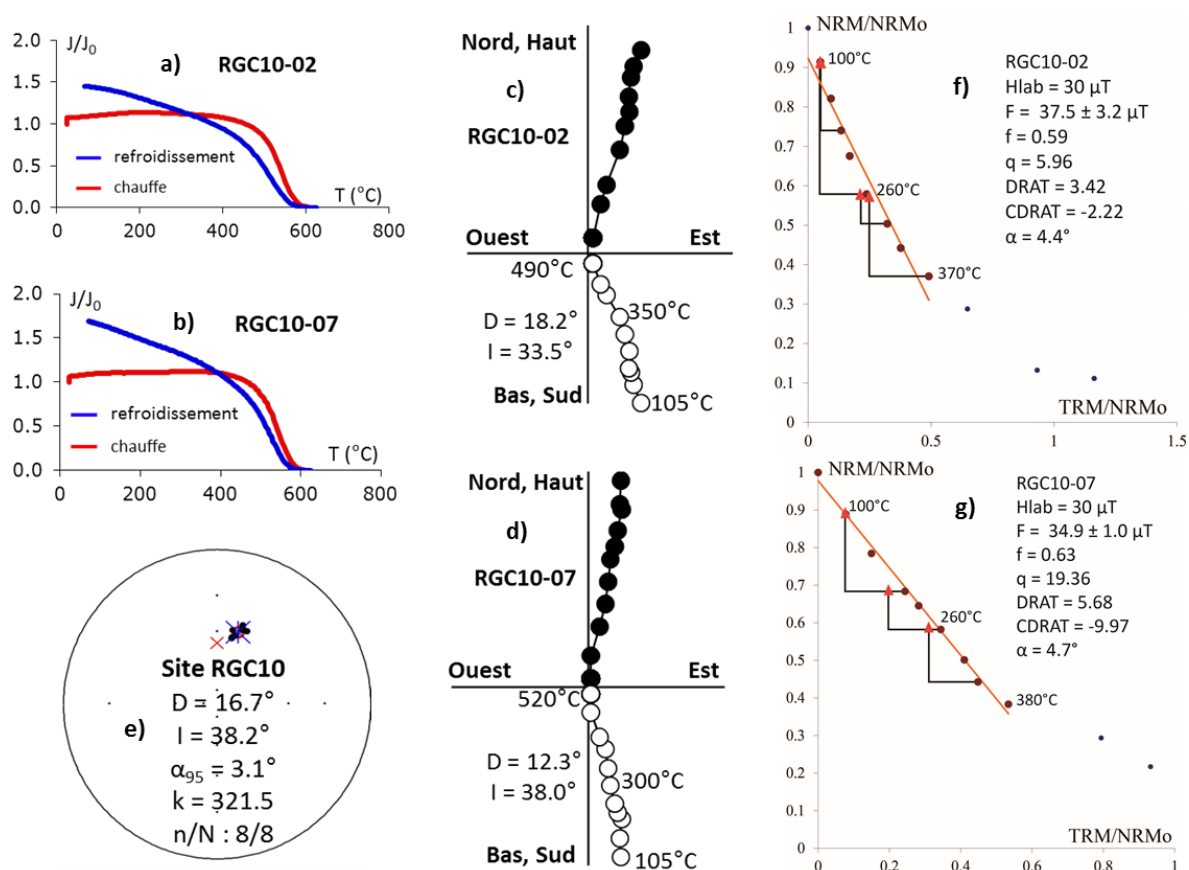 J/J0
a) RGC10-02
2.0
1.5
1.0
0.5
0.0
refroidissement
chauffe
T (°C)
0 200 400 600 800
J/J0
b) RGC10-07
2.0
1.5
1.0
0.5
0.0
refroidissement
chauffe
T (°C)
0 200 400 600 800
e)
Site RGC10
D = 16.7°
I = 38.2°
α95 = 3.1°
k = 321.5
n/N : 8/8
Nord, Haut
c)
RGC10-02
Ouest Est
490°C
350°C
D = 18.2°
I = 33.5°
Bas, Sud
105°C
Nord, Haut
d)
RGC10-07
Ouest Est
520°C
D = 12.3°
I = 38.0°
300°C
Bas, Sud
105°C
NRM/NRMo
f)
1
0.9
0.8
0.7
0.6
0.5
0.4
0.3
0.2
0.1
0
100°C
260°C
370°C
RGC10-02
Hlab = 30 µT
F = 37.5 ± 3.2 µT
f = 0.59
q = 5.96
DRAT = 3.42
CDRAT = -2.22
α = 4.4°
TRM/NRMo
0 0.5 1 1.5
NRM/NRMo
g)
1
0.9
0.8
0.7
0.6
0.5
0.4
0.3
0.2
0.1
0
100°C
260°C
380°C
RGC10-07
Hlab = 30 µT
F = 34.9 ± 1.0 µT
f = 0.63
q = 19.36
DRAT = 5.68
CDRAT = -9.97
α = 4.7°
TRM/NRMo
0 0.2 0.4 0.6 0.8 1